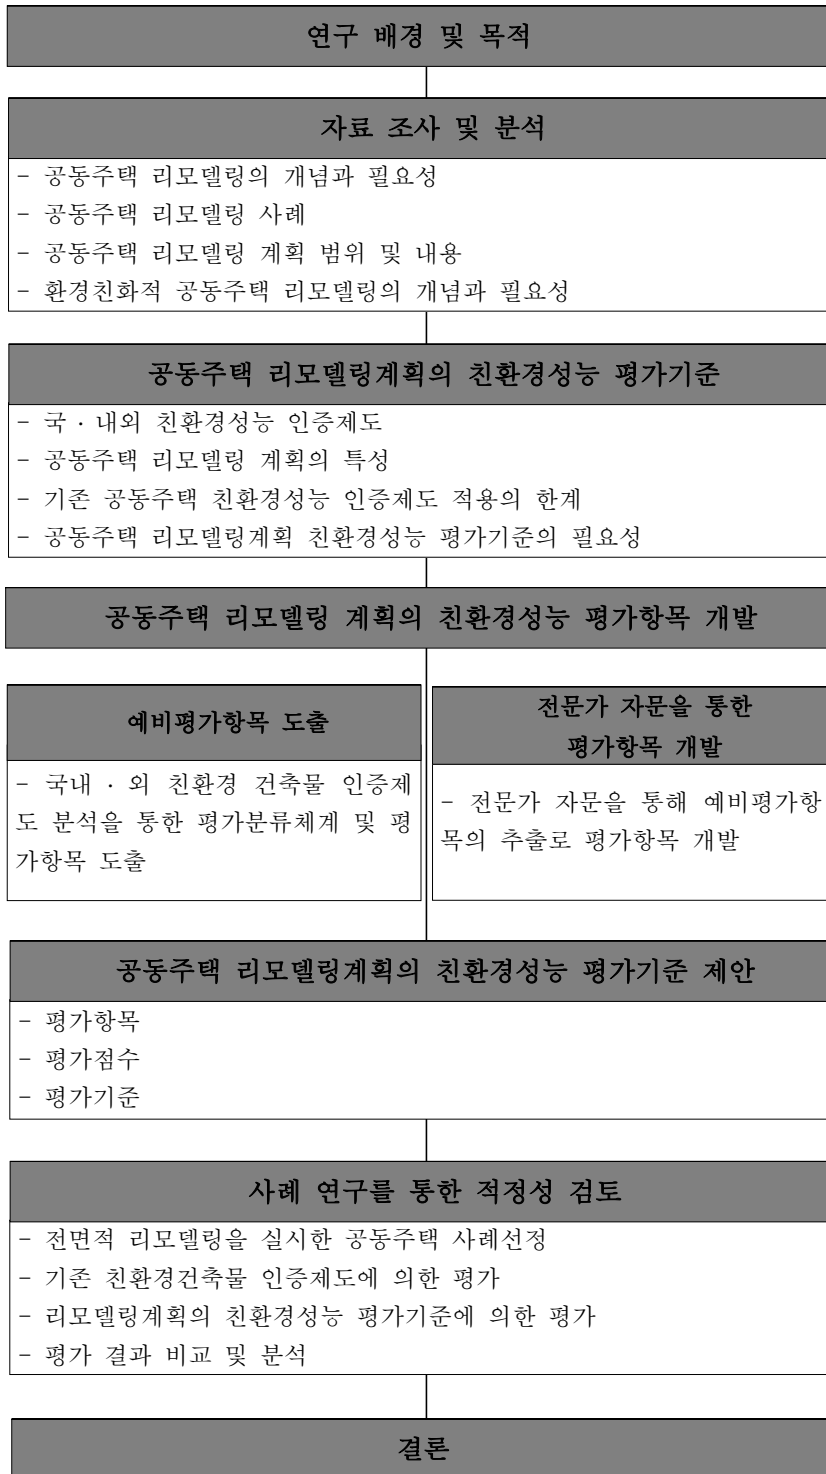 연구 배경 및 목적
자료 조사 및 분석
- 공동주택 리모델링의 개념과 필요성
- 공동주택 리모델링 사례
- 공동주택 리모델링 계획 범위 및 내용
- 환경친화적 공동주택 리모델링의 개념과 필요성
공동주택 리모델링계획의 친환경성능 평가기준
- 국 · 내외 친환경성능 인증제도
- 공동주택 리모델링 계획의 특성
- 기존 공동주택 친환경성능 인증제도 적용의 한계
- 공동주택 리모델링계획 친환경성능 평가기준의 필요성
공동주택 리모델링 계획의 친환경성능 평가항목 개발
예비평가항목 도출
- 국내 · 외 친환경 건축물 인증제
도 분석을 통한 평가분류체계 및 평
가항목 도출
전문가 자문을 통한
평가항목 개발
- 전문가 자문을 통해 예비평가항
목의 추출로 평가항목 개발
공동주택 리모델링계획의 친환경성능 평가기준 제안
- 평가항목
- 평가점수
- 평가기준
사례 연구를 통한 적정성 검토
- 전면적 리모델링을 실시한 공동주택 사례선정
- 기존 친환경건축물 인증제도에 의한 평가
- 리모델링계획의 친환경성능 평가기준에 의한 평가
- 평가 결과 비교 및 분석
결론